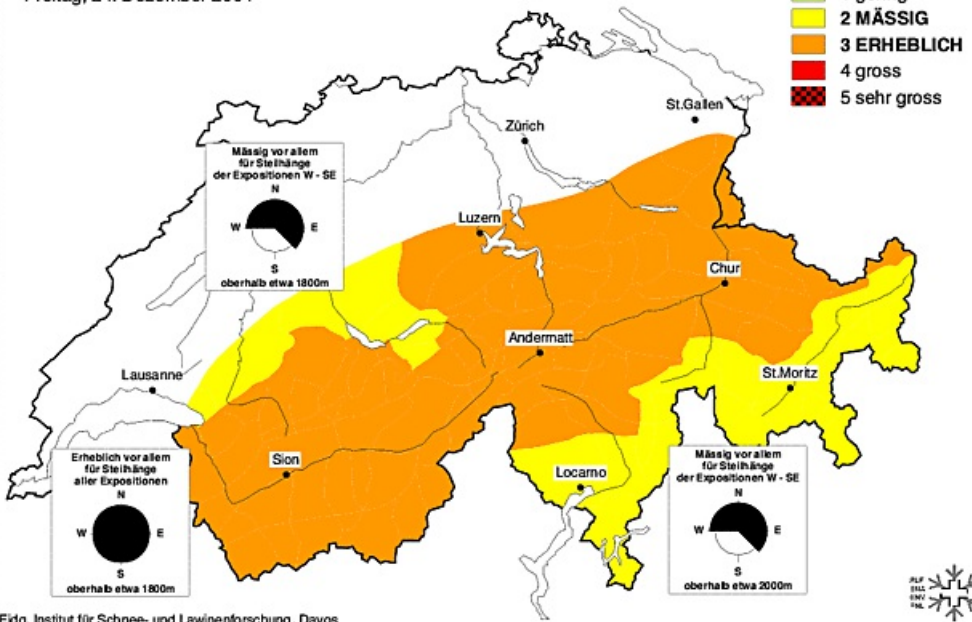 2 MÄSSIG
3 ERHEBLICH
4 gross
5 sehr gross
St.Gallen
Zürich
Mässig vor allem
für Steilhänge
der Expositionen W - SE
N
W E
S
oberhalb etwa 1800m
Luzern
Chur
Andermatt
Lausanne
St.Moritz
Erheblich vor allem
für Steilhänge
aller Expositionen
N
W E
S
oberhalb etwa 1800m
Sion
Locarno
Mässig vor allem
für Steilhänge
der Expositionen W - SE
N
W E
S
oberhalb etwa 2000m
Eidg. Institut für Schnee- und Lawinenforschung, Davos